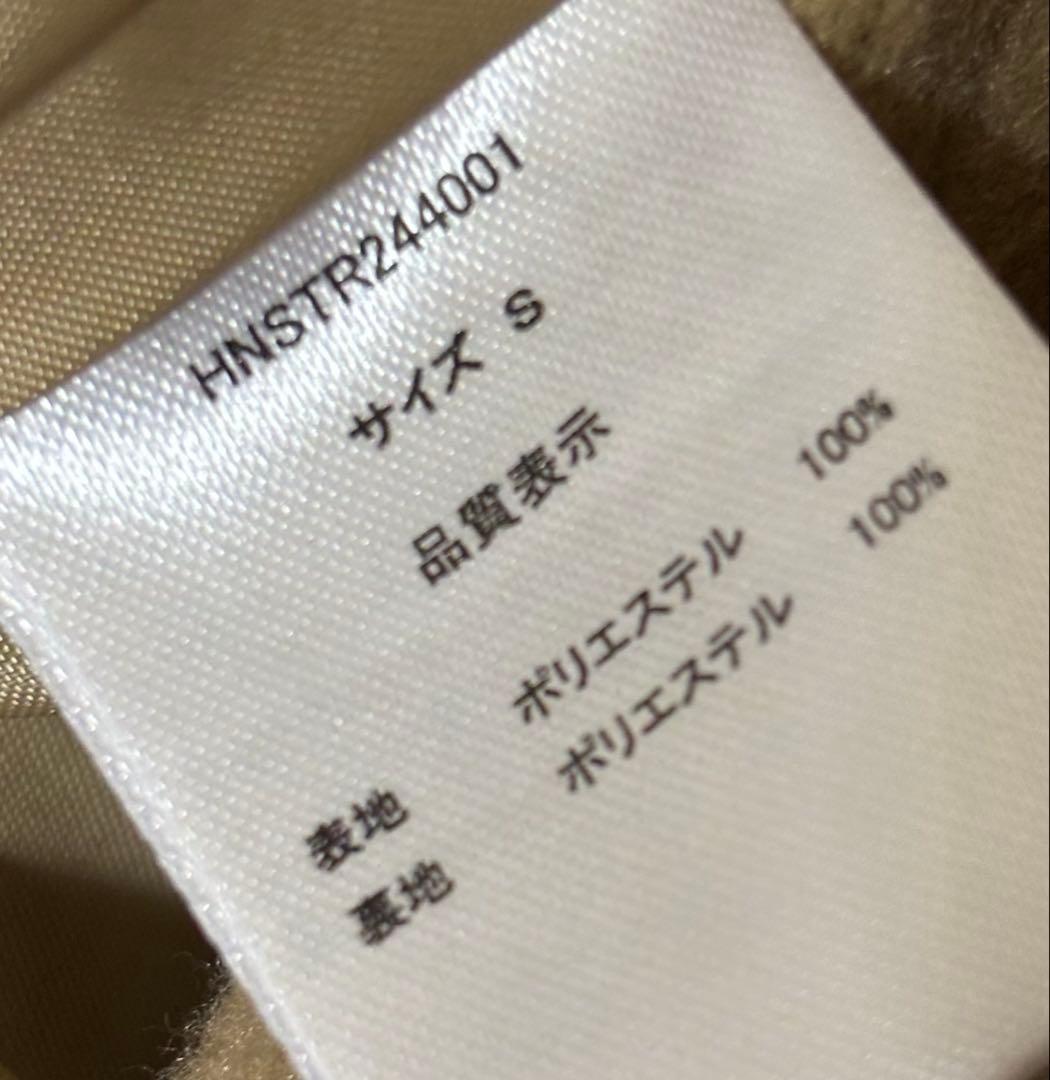 HNSTR244001
サイズ S
品質表示
表地 ポリエステル 100%
裏地 ポリエステル 100%